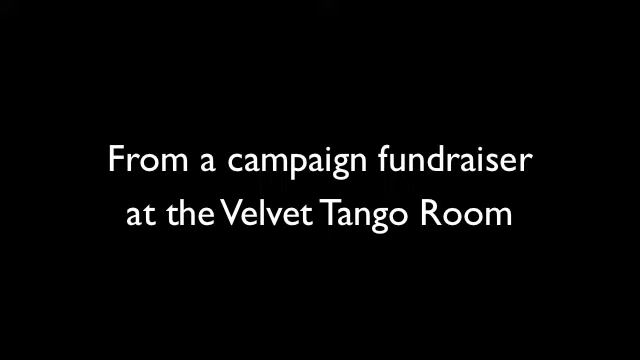 From a campaign fundraiser
at the Velvet Tango Room